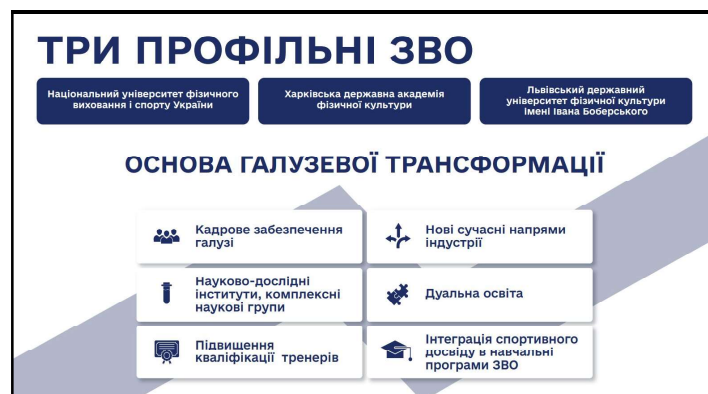 ТРИ ПРОФІЛЬНІ ЗВО
Національний університет фізичного
виховання і спорту України
Харківська державна академія
фізичної культури
Львівський державний
університет фізичної культури
імені Івана Боберського
ОСНОВА ГАЛУЗЕВОЇ ТРАНСФОРМАЦІЇ
Кадрове забезпечення
галузі
Нові сучасні напрями
індустрії
Науково-дослідні
інститути, комплексні
наукові групи
Дуальна освіта
Підвищення
кваліфікації тренерів
Інтеграція спортивного
досвіду в навчальні
програми ЗВО